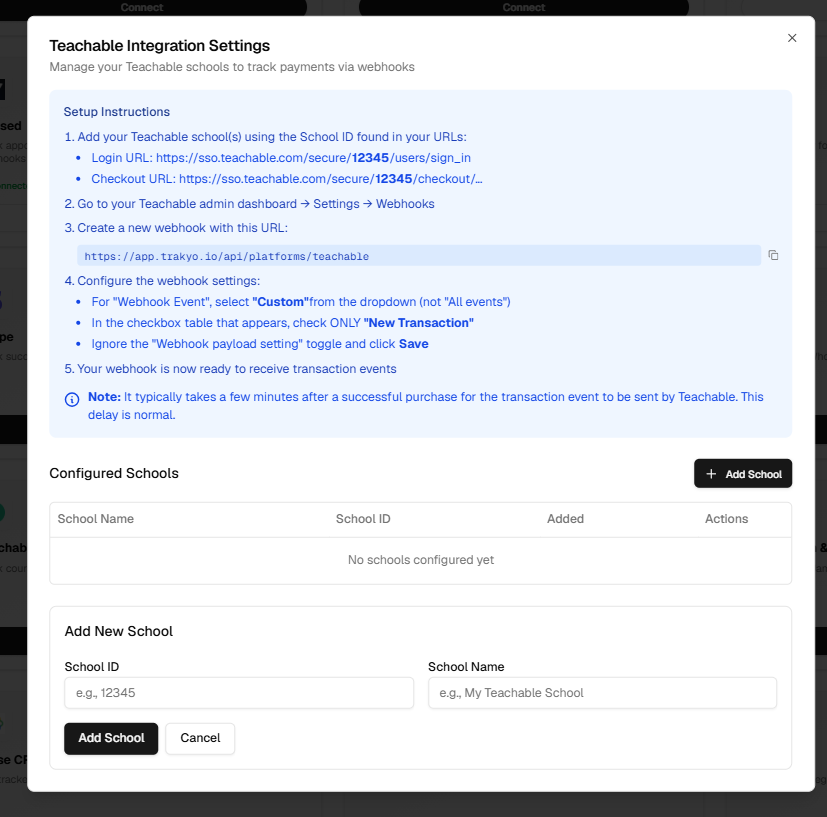 Connect
Connect
Teachable Integration Settings
Manage your Teachable schools to track payments via webhooks
Setup Instructions
1. Add your Teachable school(s) using the School ID found in your URLs:
• Login URL: https://sso.teachable.com/secure/12345/users/sign_in
• Checkout URL: https://sso.teachable.com/secure/12345/checkout/...
2. Go to your Teachable admin dashboard → Settings → Webhooks
3. Create a new webhook with this URL:
https://app.trakyo.io/api/platforms/teachable
4. Configure the webhook settings:
• For "Webhook Event", select "Custom"from the dropdown (not "All events")
• In the checkbox table that appears, check ONLY "New Transaction"
• Ignore the "Webhook payload setting" toggle and click Save
5. Your webhook is now ready to receive transaction events
Note: It typically takes a few minutes after a successful purchase for the transaction event to be sent by Teachable. This
delay is normal.
Configured Schools
+ Add School
School Name School ID Added Actions
No schools configured yet
Add New School
School ID School Name
e.g., 12345 e.g., My Teachable School
Add School Cancel